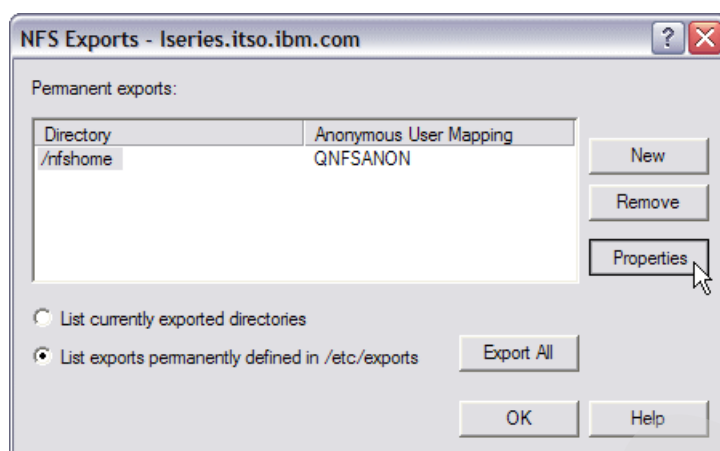 NFS Exports - Iseries.itso.ibm.com
Permanent exports:
Directory Anonymous User Mapping
/nfshome QNFSANON
New
Remove
Properties
List currently exported directories
List exports permanently defined in /etc/exports
Export All
OK Help